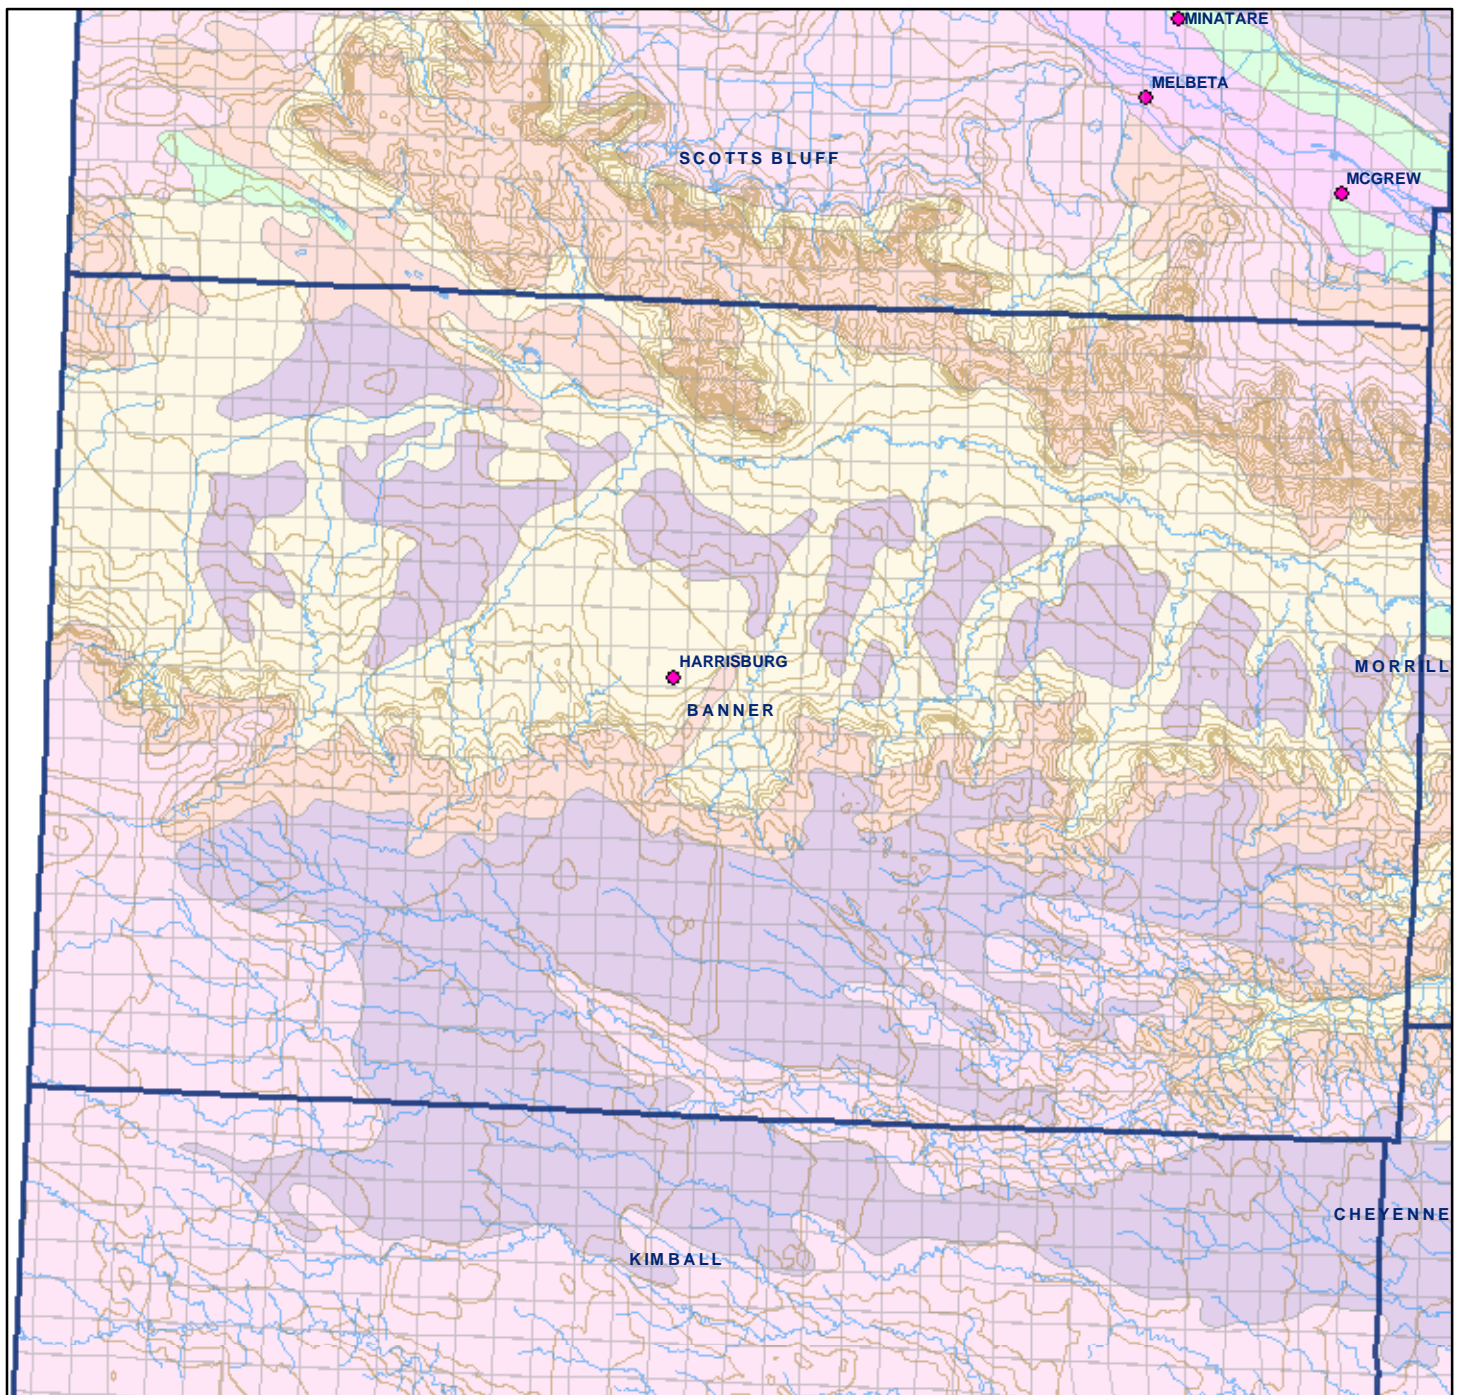 MINATARE
MELBETA
SCOTTS BLUFF
MCGREW
HARRISBURG
MORRILL
BANNER
CHEYENNE
KIMBALL